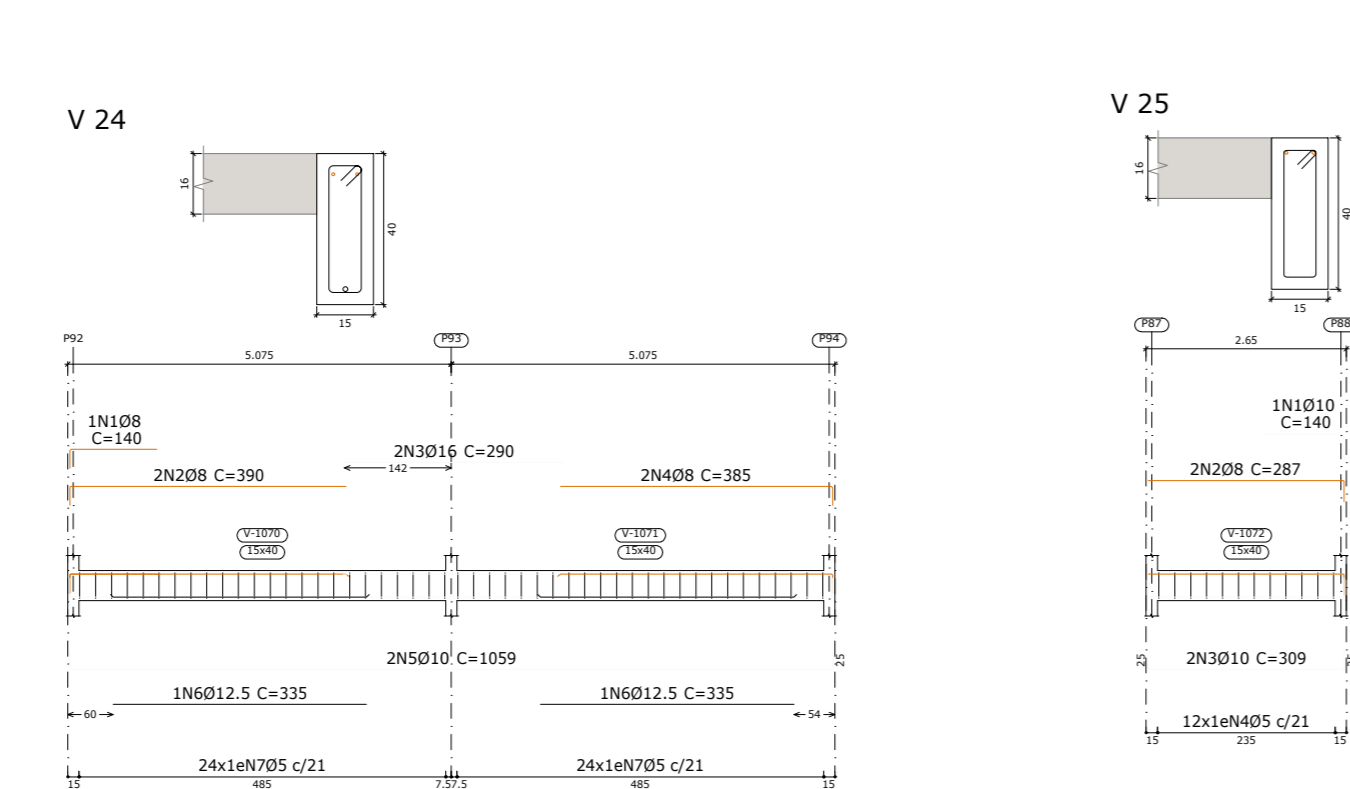 V 24
16
40
15
P92
P93
P94
5.075
5.075
1N1Ø8
C=140
2N3Ø16 C=290
142
2N2Ø8 C=390
2N4Ø8 C=385
V-1070
15x40
V-1071
15x40
2N5Ø10 C=1059
25
1N6Ø12.5 C=335
1N6Ø12.5 C=335
60
54
24x1eN7Ø5 c/21
24x1eN7Ø5 c/21
15
485
7.57.5
485
15
V 25
16
40
15
P87
P88
2.65
1N1Ø10
C=140
2N2Ø8 C=287
V-1072
15x40
25
2N3Ø10 C=309
12x1eN4Ø5 c/21
15
235
15